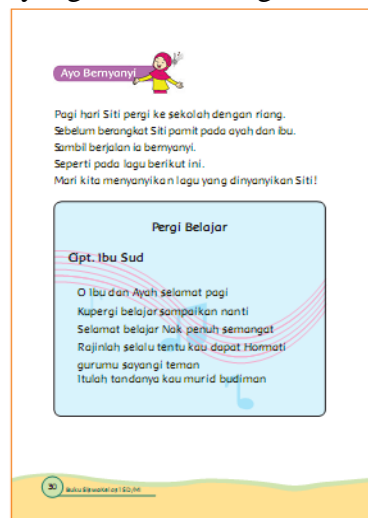 Ayo Bernyanyi
Pagi hari Siti pergi ke sekolah dengan riang.
Sebelum berangkat Siti pamit pada ayah dan ibu.
Sambil berjalan ia bernyanyi.
Seperti pada lagu berikut ini.
Mari kita menyanyikan lagu yang dinyanyikan Siti!
Pergi Belajar
Cipt. Ibu Sud
O Ibu dan Ayah selamat pagi
Kupergi belajar sampaikan nanti
Selamat belajar Nak penuh semangat
Rajinlah selalu tentu kau dapat Hormati
gurumu sayangi teman
Itulah tandanya kau murid budiman
30